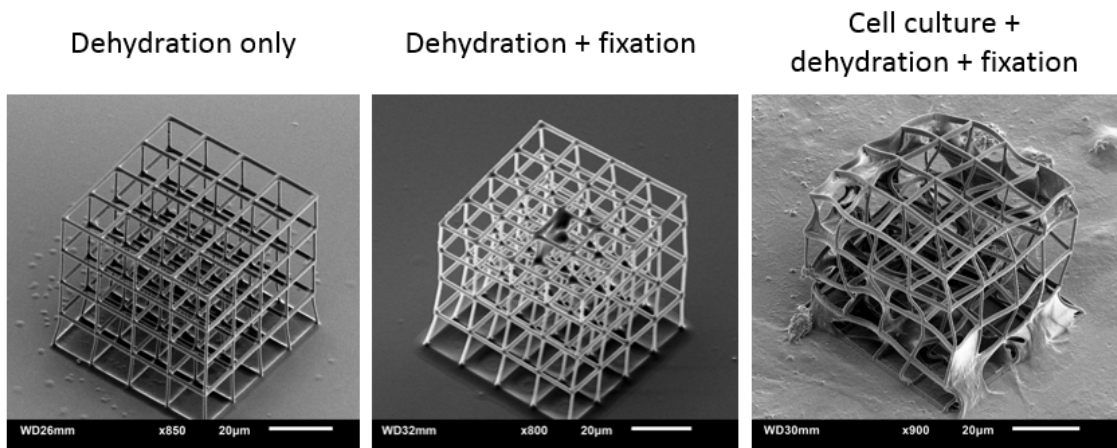 Dehydration only
Dehydration + fixation
Cell culture +
dehydration + fixation
WD26mm x850 20μm
WD32mm x800 20μm
WD30mm x900 20μm